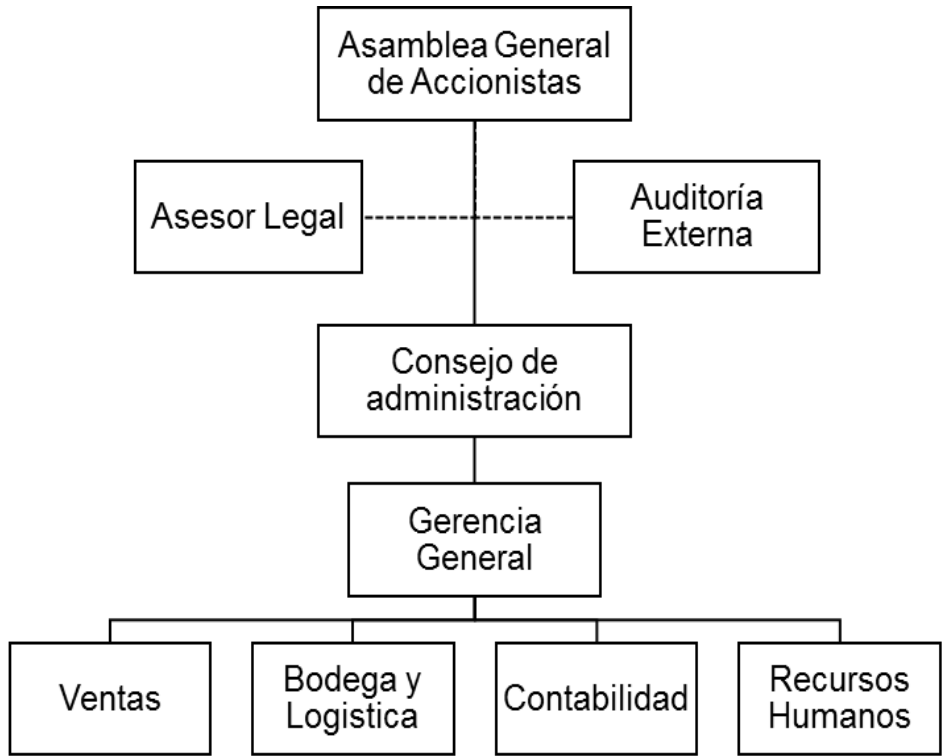 Asamblea General
de Accionistas
Asesor Legal
Auditoría
Externa
Consejo de
administración
Gerencia
General
Ventas
Bodega y
Logistica
Contabilidad
Recursos
Humanos